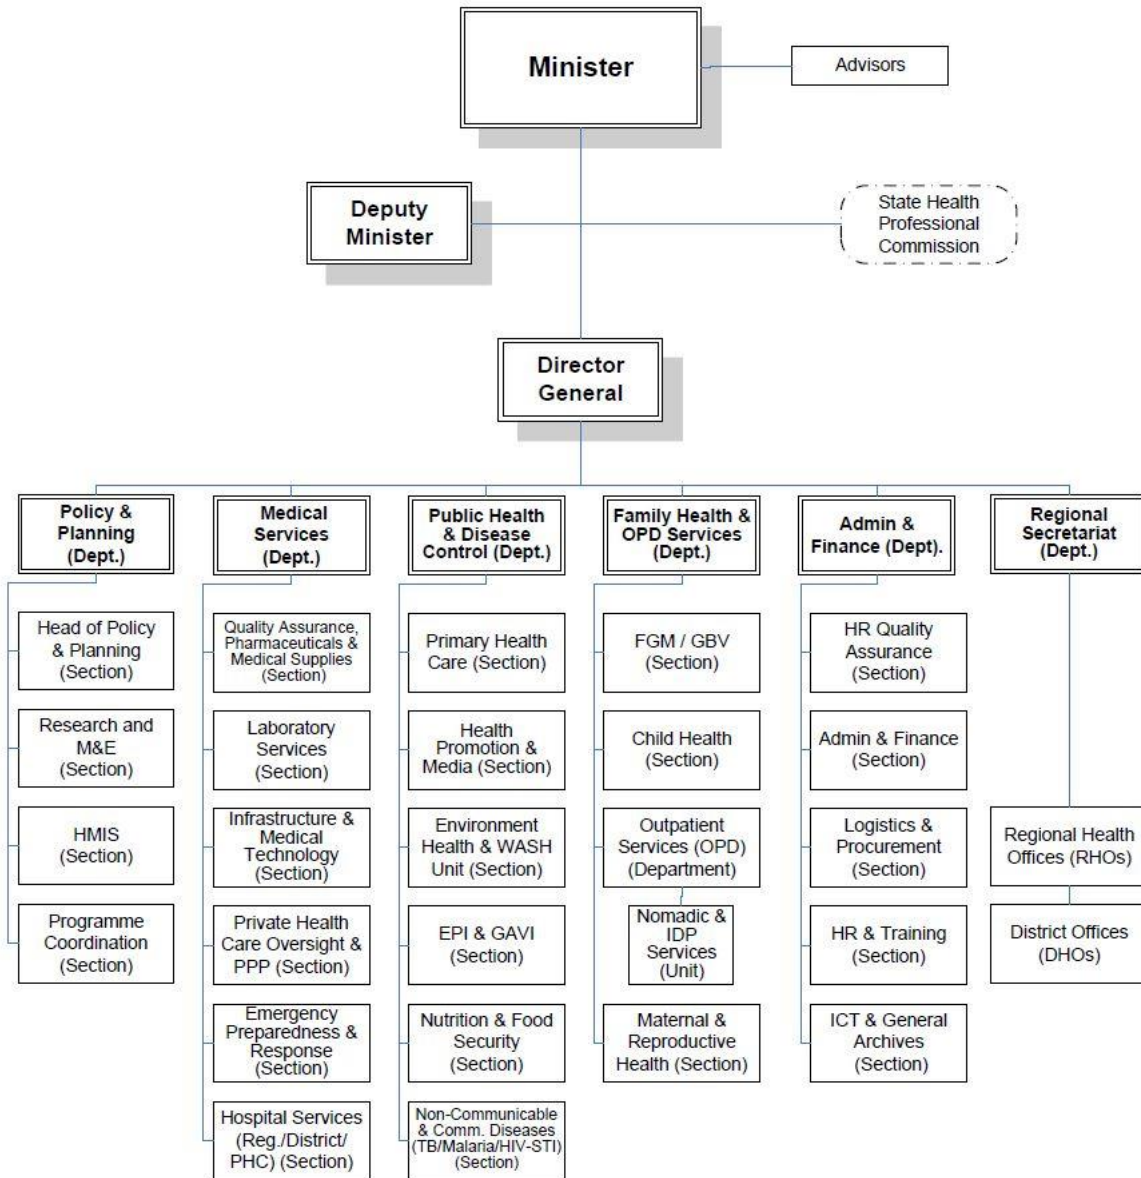 Minister
Advisors
Deputy
Minister
State Health
Professional
Commission
Director
General
Policy &
Planning
(Dept.)
Medical
Services
(Dept.)
Public Health
& Disease
Control (Dept.)
Family Health &
OPD Services
(Dept.)
Admin &
Finance (Dept).
Regional
Secretariat
(Dept.)
Head of Policy
& Planning
(Section)
Research and
M&E
(Section)
HMIS
(Section)
Programme
Coordination
(Section)
Quality Assurance,
Pharmaceuticals &
Medical Supplies
(Section)
Laboratory
Services
(Section)
Infrastructure &
Medical
Technology
(Section)
Private Health
Care Oversight &
PPP (Section)
Emergency
Preparedness &
Response
(Section)
Hospital Services
(Reg./District/
PHC) (Section)
Primary Health
Care (Section)
Health
Promotion &
Media (Section)
Environment
Health & WASH
Unit (Section)
EPI & GAVI
(Section)
Nutrition & Food
Security
(Section)
Non-Communicable
& Comm. Diseases
(TB/Malaria/HIV-STI)
(Section)
FGM / GBV
(Section)
Child Health
(Section)
Outpatient
Services (OPD)
(Department)
Nomadic &
IDP
Services
(Unit)
Maternal &
Reproductive
Health (Section)
HR Quality
Assurance
(Section)
Admin & Finance
(Section)
Logistics &
Procurement
(Section)
HR & Training
(Section)
ICT & General
Archives
(Section)
Regional Health
Offices (RHOs)
District Offices
(DHOs)